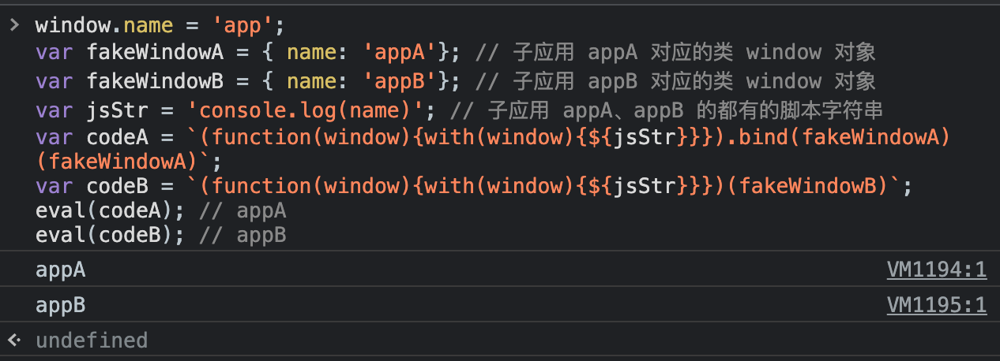 > window.name = 'app';
var fakeWindowA = { name: 'appA'}; // 子应用 appA 对应的类 window 对象
var fakeWindowB = { name: 'appB'}; // 子应用 appB 对应的类 window 对象
var jsStr = 'console.log(name)'; // 子应用 appA、appB 的都有的脚本字符串
var codeA = `(function(window){with(window){${jsStr}}}).bind(fakeWindowA)
(fakeWindowA)`;
var codeB = `(function(window){with(window){${jsStr}}})(fakeWindowB)`;
eval(codeA); // appA
eval(codeB); // appB
appA VM1194:1
appB VM1195:1
undefined